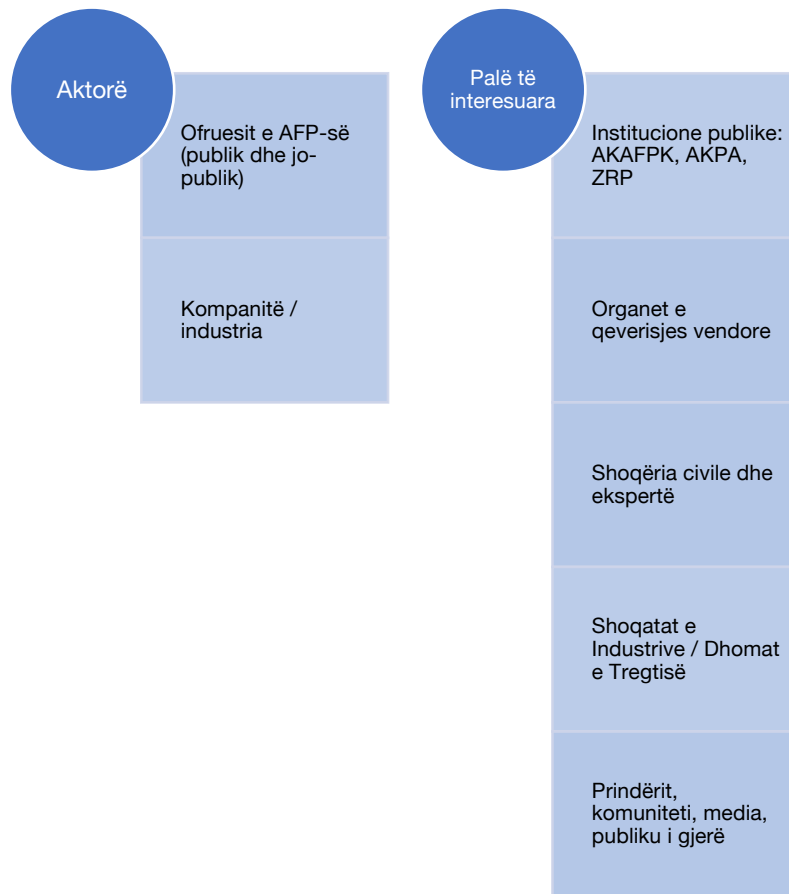 Aktorë
Ofruesit e AFP-së
(publik dhe jo-
publik)
Kompanitë /
industria
Palë të
interesuara
Institucione publike:
AKAFPK, AKPA,
ZRP
Organet e
qeverisjes vendore
Shoqëria civile dhe
ekspertë
Shoqatat e
Industrive / Dhomat
e Tregtisë
Prindërit,
komuniteti, media,
publiku i gjerë